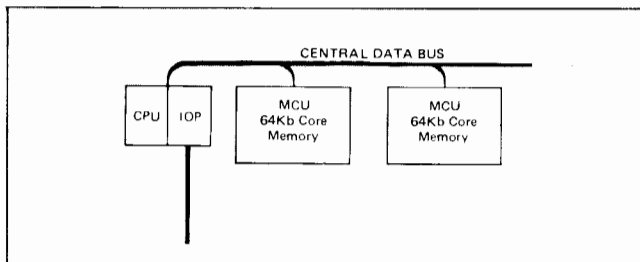 CENTRAL DATA BUS
CPU
IOP
MCU
64Kb Core
Memory
MCU
64Kb Core
Memory